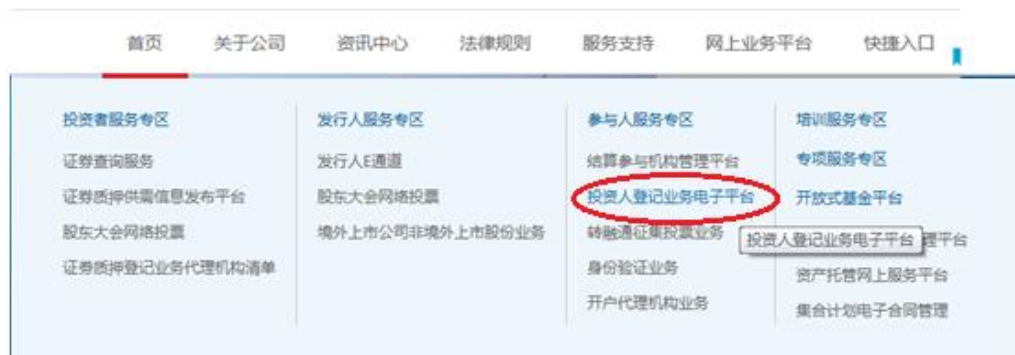 首页 关于公司 资讯中心 法律规则 服务支持 网上业务平台 快捷入口
投资者服务专区
证券查询服务
证券质押供需信息发布平台
股东大会网络投票
证券质押登记业务代理机构清单
发行人服务专区
发行人E通道
股东大会网络投票
境外上市公司非境外上市股份业务
参与人服务专区
结算参与机构管理平台
投资人登记业务电子平台
转融通征集投票业务
身份验证业务
开户代理机构业务
培训服务专区
专项服务专区
开放式基金平台
投资人登记业务电子平台
理平台
资产托管网上服务平台
集合计划电子合同管理